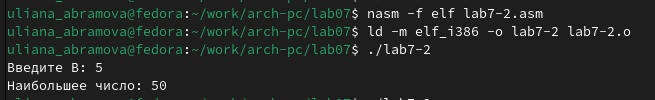 uliana_abramova@fedora:~/work/arch-pc/lab07$ nasm -f elf lab7-2.asm
uliana_abramova@fedora:~/work/arch-pc/lab07$ ld -m elf_i386 -o lab7-2 lab7-2.o
uliana_abramova@fedora:~/work/arch-pc/lab07$ ./lab7-2
Введите B: 5
Наибольшее число: 50